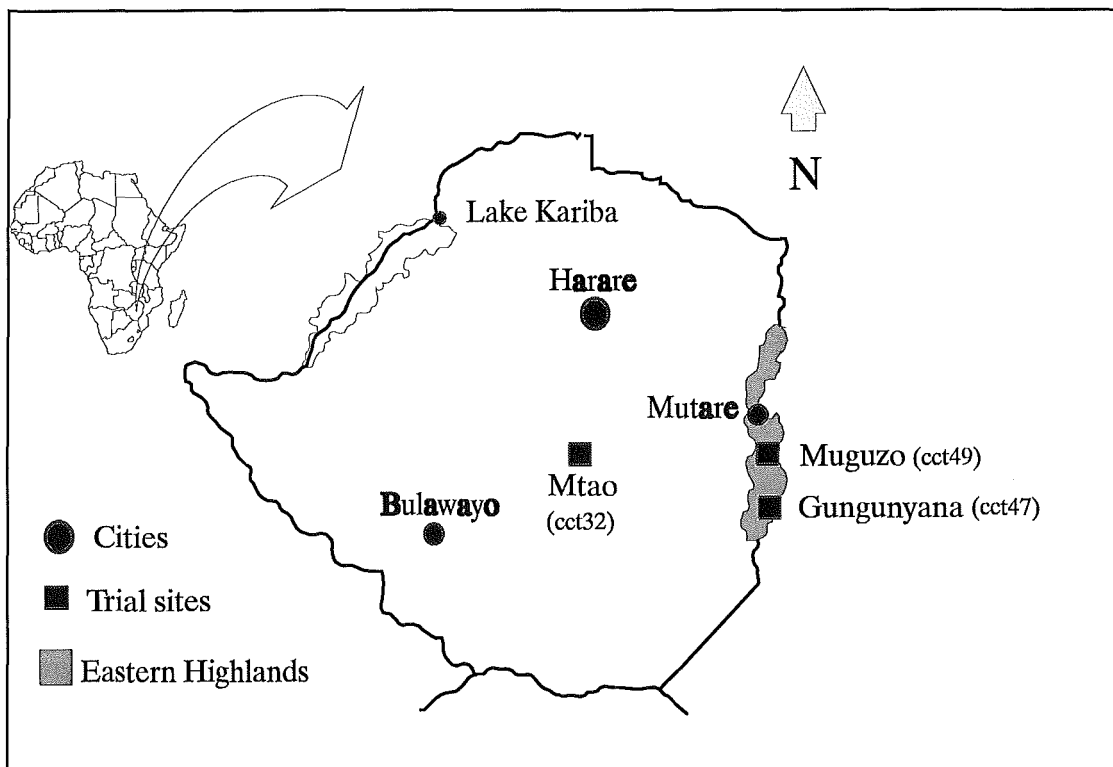 N
Lake Kariba
Harare
Mutare
Muguzo (cct49)
Mtao
(cct32)
Gungunyana (cct47)
Bulawayo
Cities
Trial sites
Eastern Highlands